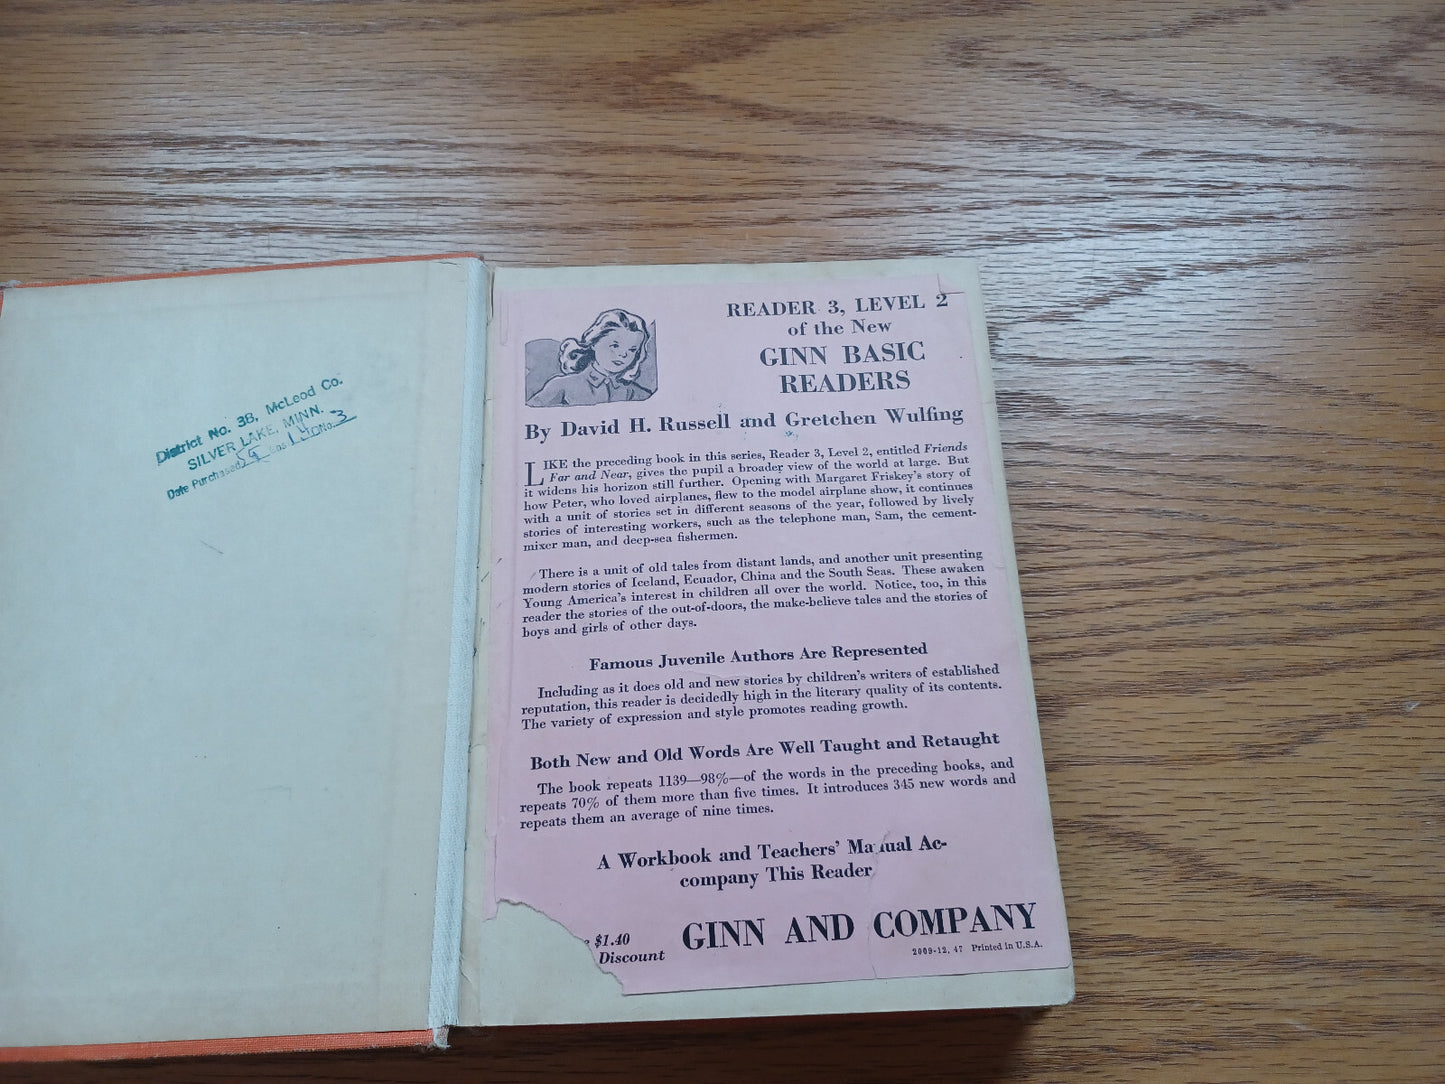 District No. 38, McLeod Co.
SILVER LAKE, MINN.
Date Purchased 59 No. 3
READER 3, LEVEL 2
of the New
GINN BASIC
READERS
By David H. Russell and Gretchen Wulfing
LIKE the preceding book in this series, Reader 3, Level 2, entitled Friends
Far and Near, gives the pupil a broader view of the world at large. But
it widens his horizon still further. Opening with Margaret Friskey's story of
how Peter, who loved airplanes, flew to the model airplane show, it continues
with a unit of stories set in different seasons of the year, followed by lively
stories of interesting workers, such as the telephone man, Sam, the cement-
mixer man, and deep-sea fishermen.
There is a unit of old tales from distant lands, and another unit presenting
modern stories of Iceland, Ecuador, China and the South Seas. These awaken
Young America's interest in children all over the world. Notice, too, in this
reader the stories of the out-of-doors, the make-believe tales and the stories of
boys and girls of other days.
Famous Juvenile Authors Are Represented
Including as it does old and new stories by children's writers of established
reputation, this reader is decidedly high in the literary quality of its contents.
The variety of expression and style promotes reading growth.
Both New and Old Words Are Well Taught and Retaught
The book repeats 1139—98%—of the words in the preceding books, and
repeats 70% of them more than five times. It introduces 345 new words and
repeats them an average of nine times.
A Workbook and Teachers' Manual Ac-
company This Reader
$1.40
Discount
GINN AND COMPANY
2009-12, 47 Printed in U.S.A.